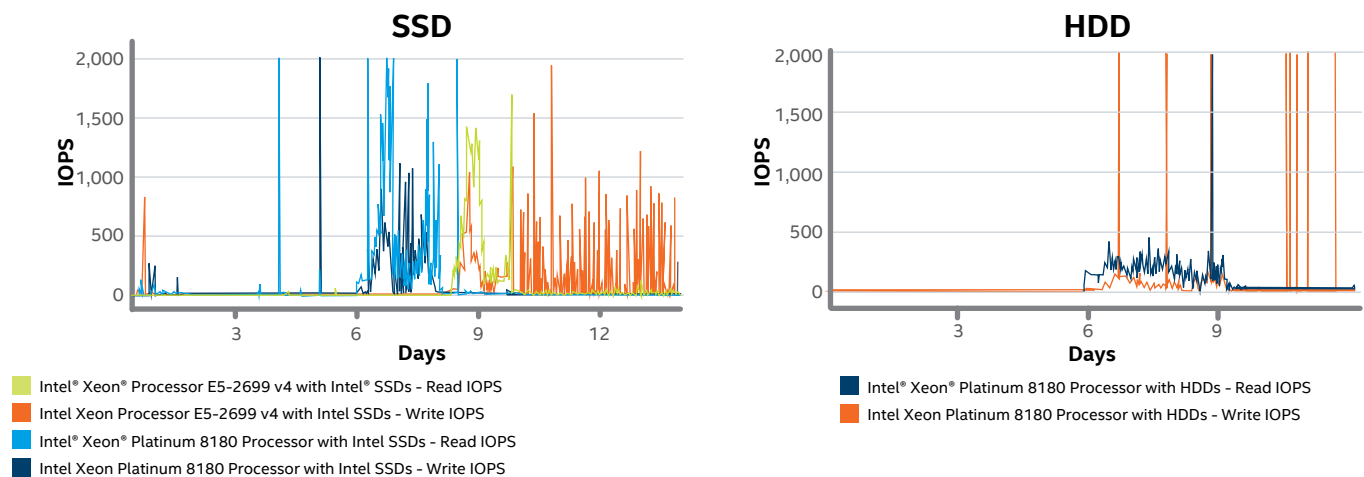 SSD
2,000
1,500
1,000
500
0
IOPS
3
6
9
12
Days
Intel® Xeon® Processor E5-2699 v4 with Intel® SSDs - Read IOPS
Intel Xeon Processor E5-2699 v4 with Intel SSDs - Write IOPS
Intel® Xeon® Platinum 8180 Processor with Intel SSDs - Read IOPS
Intel Xeon Platinum 8180 Processor with Intel SSDs - Write IOPS
HDD
2,000
1,500
1,000
500
0
IOPS
3
6
9
Days
Intel® Xeon® Platinum 8180 Processor with HDDs - Read IOPS
Intel Xeon Platinum 8180 Processor with HDDs - Write IOPS